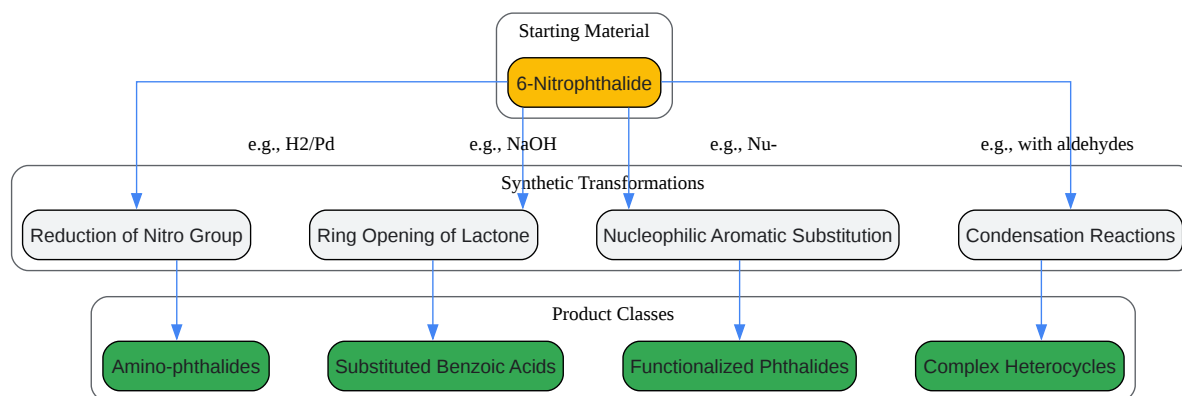 Starting Material
6-Nitrophthalide
e.g., H2/Pd
e.g., NaOH
e.g., Nu-
e.g., with aldehydes
Synthetic Transformations
Reduction of Nitro Group
Ring Opening of Lactone
Nucleophilic Aromatic Substitution
Condensation Reactions
Product Classes
Amino-phthalides
Substituted Benzoic Acids
Functionalized Phthalides
Complex Heterocycles